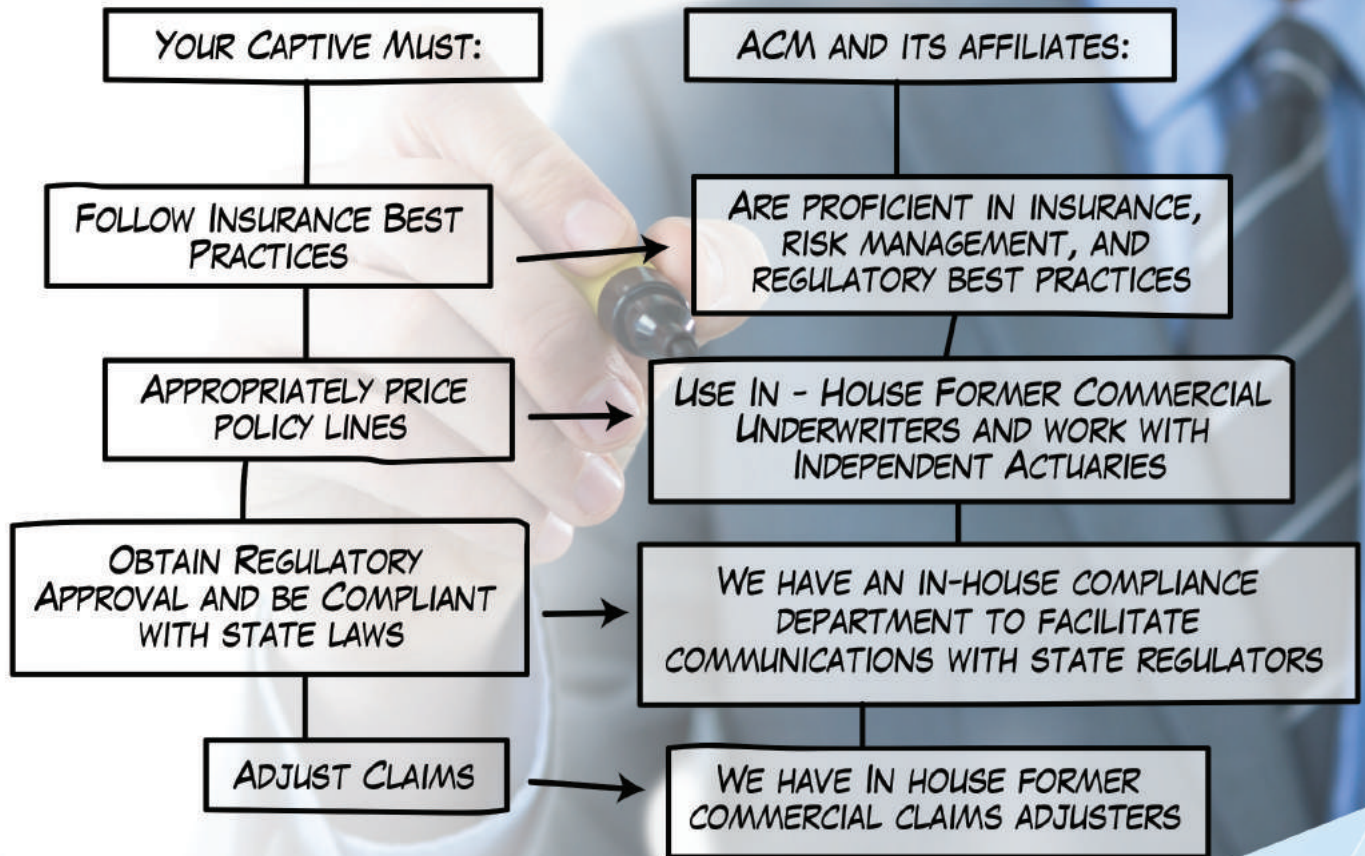 YOUR CAPTIVE MUST:
ACM AND ITS AFFILIATES:
FOLLOW INSURANCE BEST
PRACTICES
ARE PROFICIENT IN INSURANCE,
RISK MANAGEMENT, AND
REGULATORY BEST PRACTICES
APPROPRIATELY PRICE
POLICY LINES
USE IN - HOUSE FORMER COMMERCIAL
UNDERWRITERS AND WORK WITH
INDEPENDENT ACTUARIES
OBTAIN REGULATORY
APPROVAL AND BE COMPLIANT
WITH STATE LAWS
WE HAVE AN IN-HOUSE COMPLIANCE
DEPARTMENT TO FACILITATE
COMMUNICATIONS WITH STATE REGULATORS
ADJUST CLAIMS
WE HAVE IN HOUSE FORMER
COMMERCIAL CLAIMS ADJUSTERS